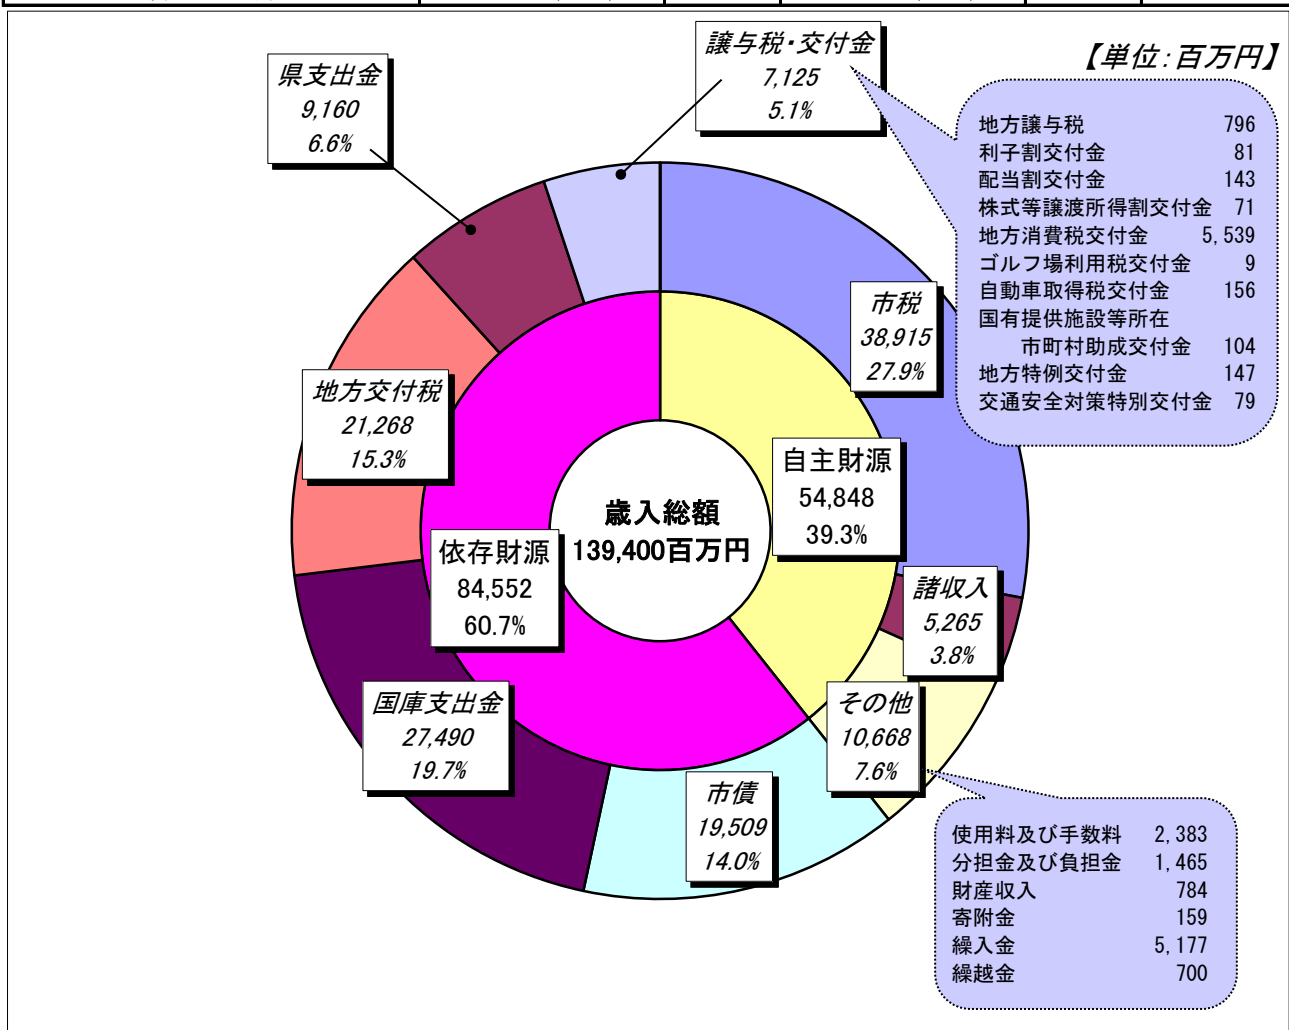 【単位：百万円】
譲与税・交付金
7,125
5.1%
県支出金
9,160
6.6%
地方譲与税 796
利子割交付金 81
配当割交付金 143
株式等譲渡所得割交付金 71
地方消費税交付金 5,539
ゴルフ場利用税交付金 9
自動車取得税交付金 156
国有提供施設等所在
市町村助成交付金 104
地方特例交付金 147
交通安全対策特別交付金 79
市税
38,915
27.9%
地方交付税
21,268
15.3%
自主財源
54,848
39.3%
歳入総額
139,400百万円
依存財源
84,552
60.7%
諸収入
5,265
3.8%
その他
10,668
7.6%
国庫支出金
27,490
19.7%
市債
19,509
14.0%
使用料及び手数料 2,383
分担金及び負担金 1,465
財産収入 784
寄附金 159
繰入金 5,177
繰越金 700